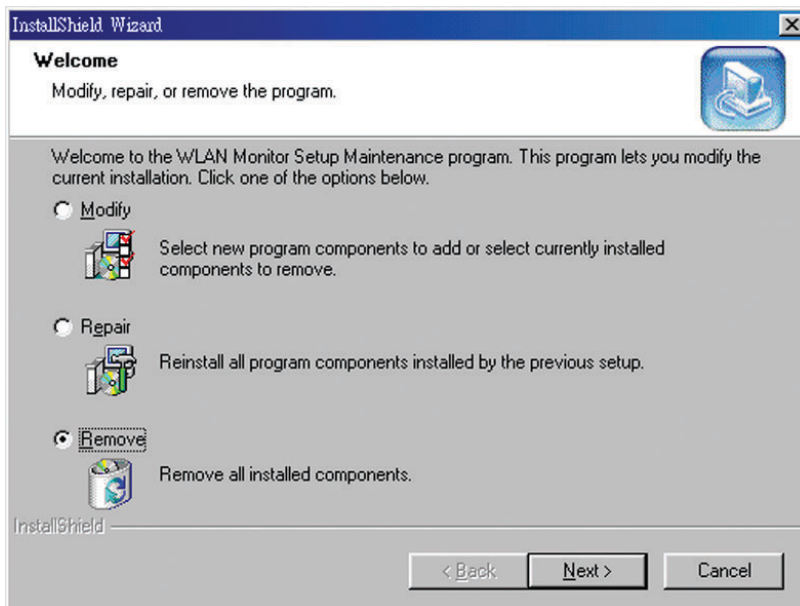 InstallShield Wizard
Welcome
Modify, repair, or remove the program.
Welcome to the WLAN Monitor Setup Maintenance program. This program lets you modify the
current installation. Click one of the options below.
Modify
Select new program components to add or select currently installed
components to remove.
Repair
Reinstall all program components installed by the previous setup.
Remove
Remove all installed components.
InstallShield
< Back
Next >
Cancel